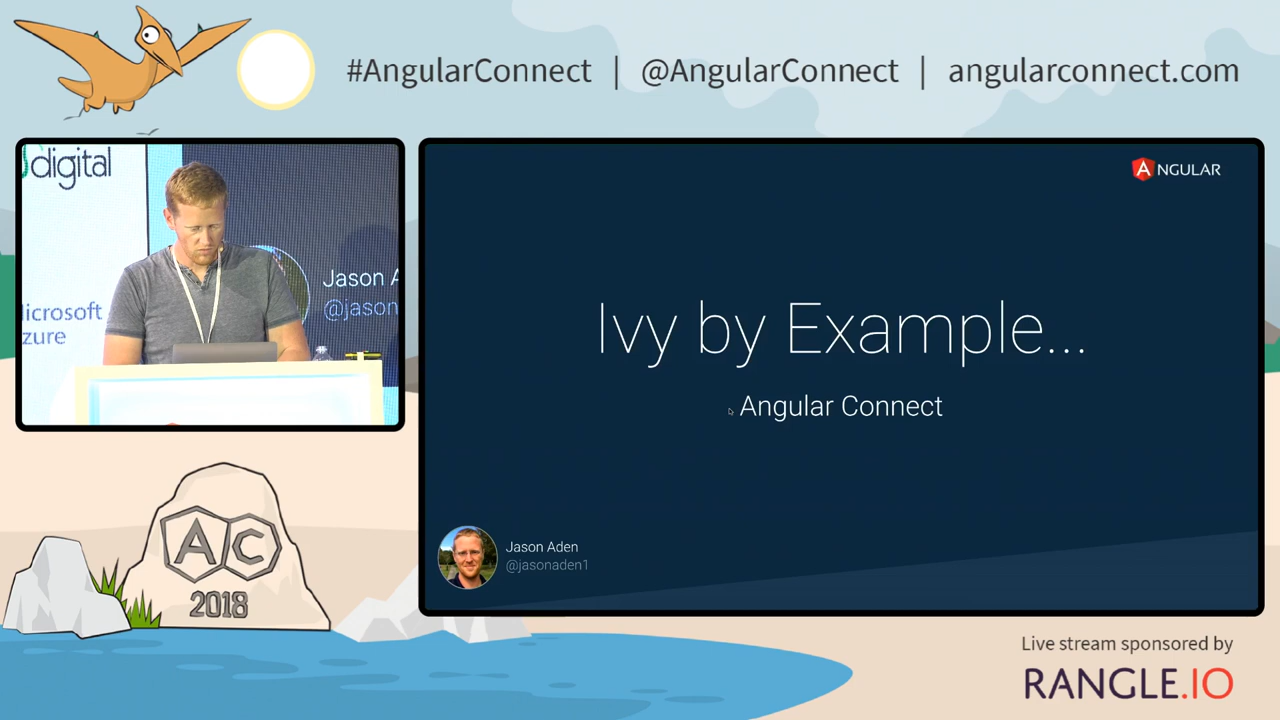 #AngularConnect | @AngularConnect | angularconnect.com
digital
icrosoft
zure
Jason A
@jason
ANGULAR
Ivy by Example...
Angular Connect
Jason Aden
@jasonaden1
AC
2018
Live stream sponsored by
RANGLE.IO